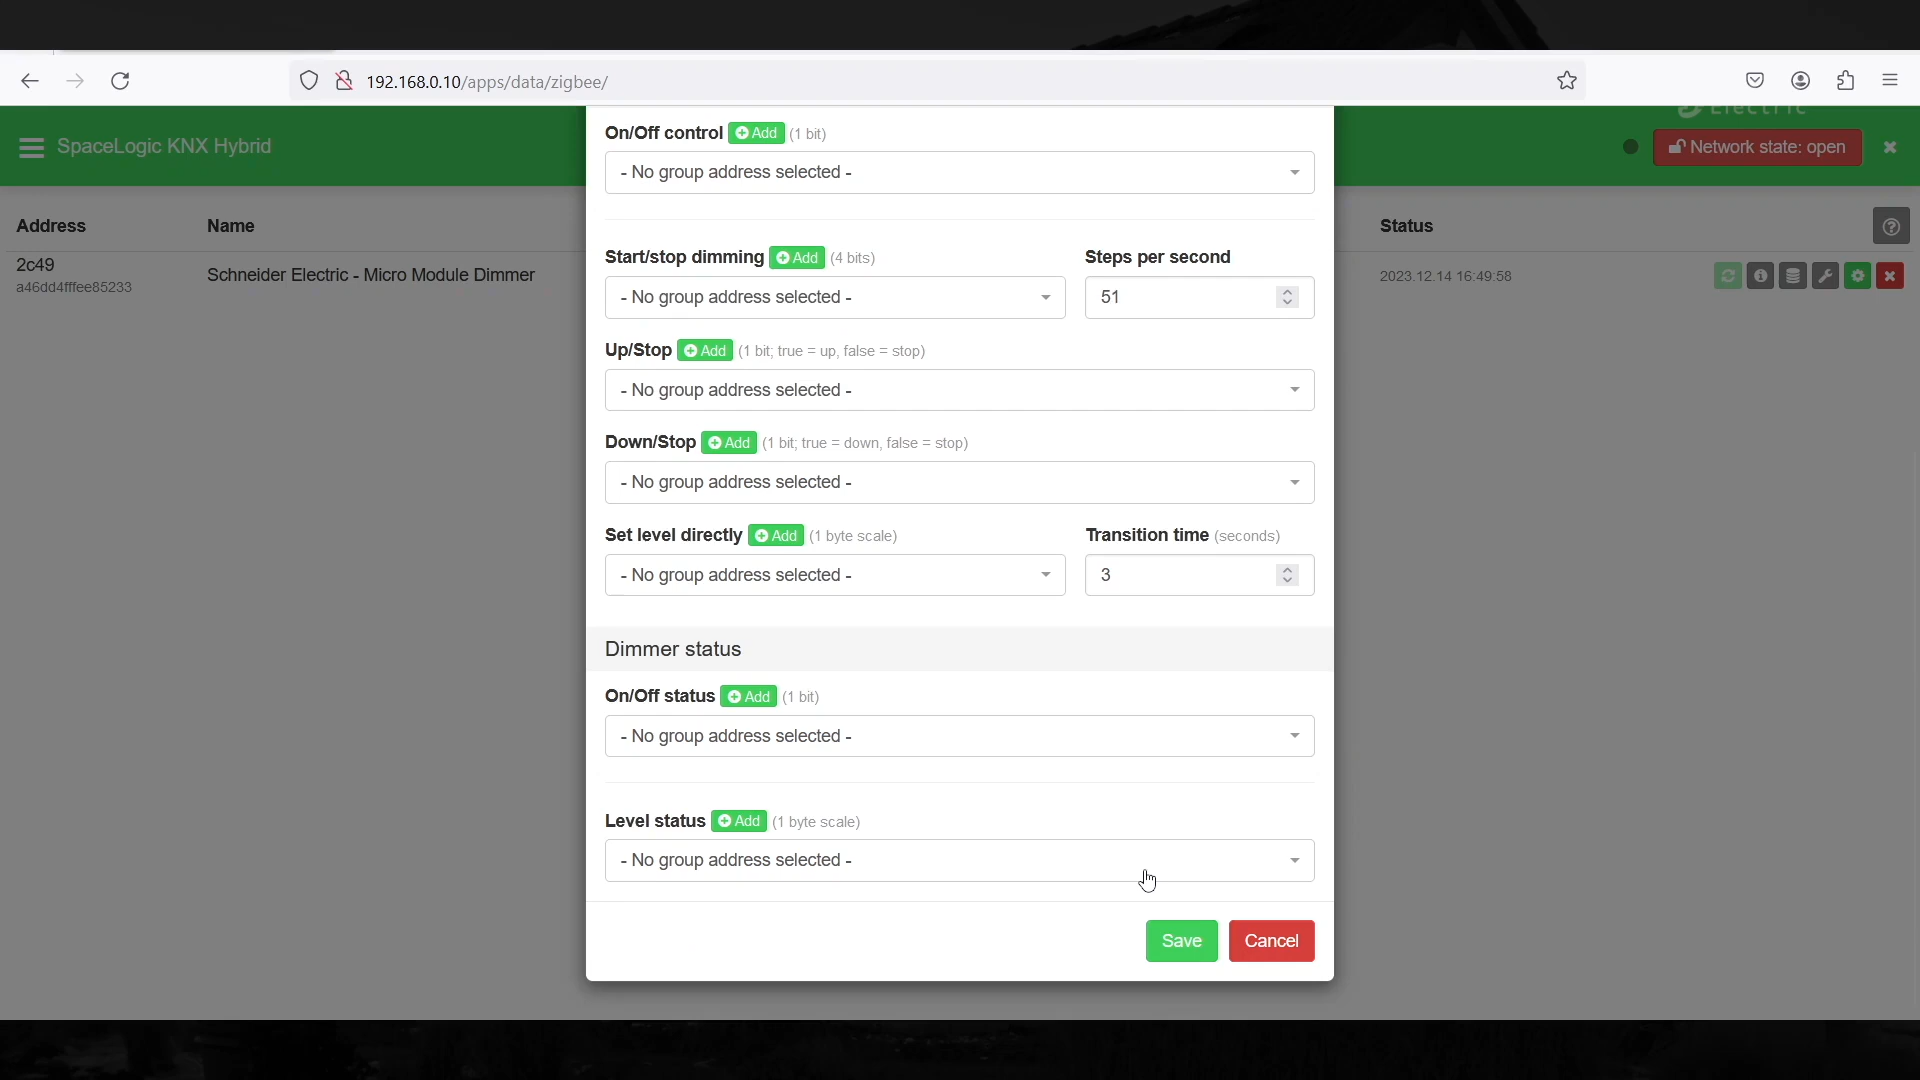 192.168.0.10/apps/data/zigbee/
Electric
SpaceLogic KNX Hybrid
Network state: open
Address
Name
Status
2c49
a46dd4fffee85233
Schneider Electric - Micro Module Dimmer
2023.12.14 16:49:58
On/Off control Add (1 bit)
- No group address selected -
Start/stop dimming Add (4 bits)
Steps per second
- No group address selected -
51
Up/Stop Add (1 bit; true = up, false = stop)
- No group address selected -
Down/Stop Add (1 bit; true = down, false = stop)
- No group address selected -
Set level directly Add (1 byte scale)
Transition time (seconds)
- No group address selected -
3
Dimmer status
On/Off status Add (1 bit)
- No group address selected -
Level status Add (1 byte scale)
- No group address selected -
Save
Cancel